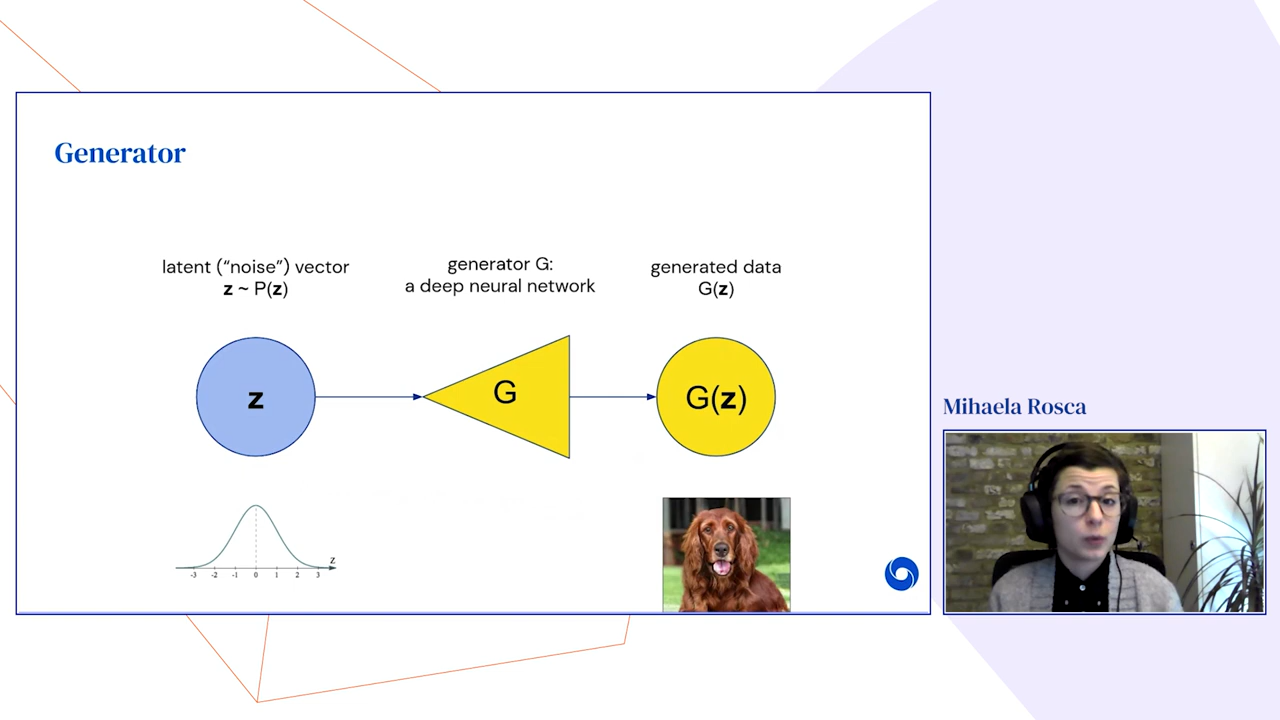 Generator
latent (“noise”) vector
z ~ P(z)
generator G:
a deep neural network
generated data
G(z)
z
G
G(z)
z
-3 -2 -1 0 1 2 3
Mihaela Rosca